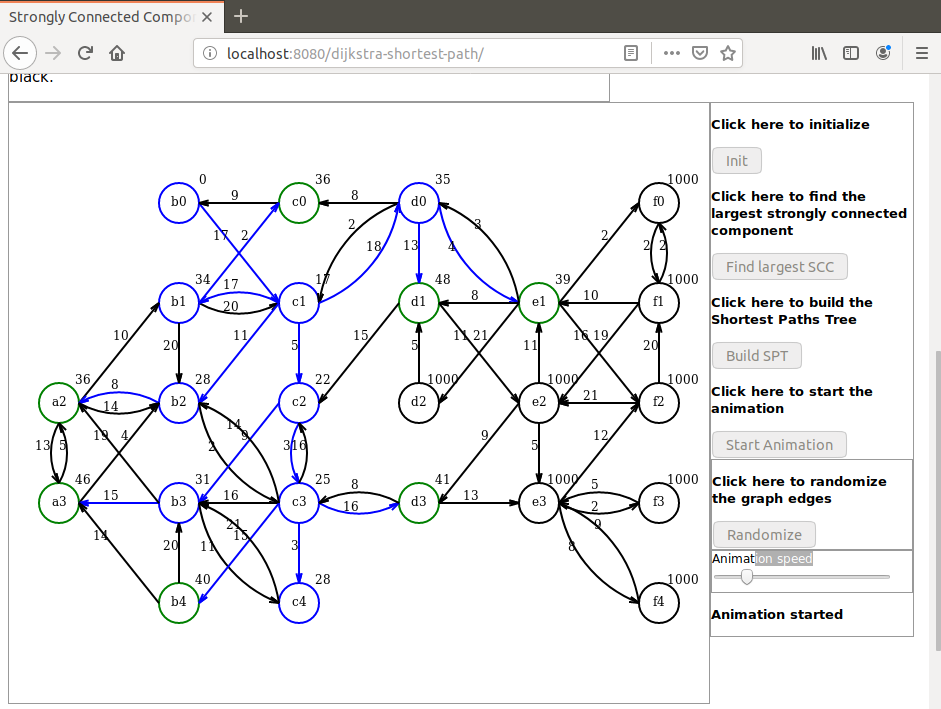 Strongly Connected Compo
localhost:8080/dijkstra-shortest-path/
black.
Click here to initialize
Init
Click here to find the
largest strongly connected
component
Find largest SCC
Click here to build the
Shortest Paths Tree
Build SPT
Click here to start the
animation
Start Animation
Click here to randomize
the graph edges
Randomize
Animation speed
Animation started
0 36 35 1000
b0 9 c0 8 d0 f0
17 2 2 18 13 4 3 2 2 2
34 17 48 39 1000
b1 17 20 c1 d1 8 e1 10 f1
10 20 11 5 15 5 11 21 11 16 19 20
36 28 22 1000 1000 1000
a2 8 14 b2 c2 d2 e2 21 f2
13 5 19 4 2 14 9 3 16 9 5 12
46 31 25 41 1000 1000
a3 15 b3 16 c3 8 16 d3 13 e3 5 2 f3
14 20 11 21 15 3 8 9
40 28 1000
b4 c4 f4